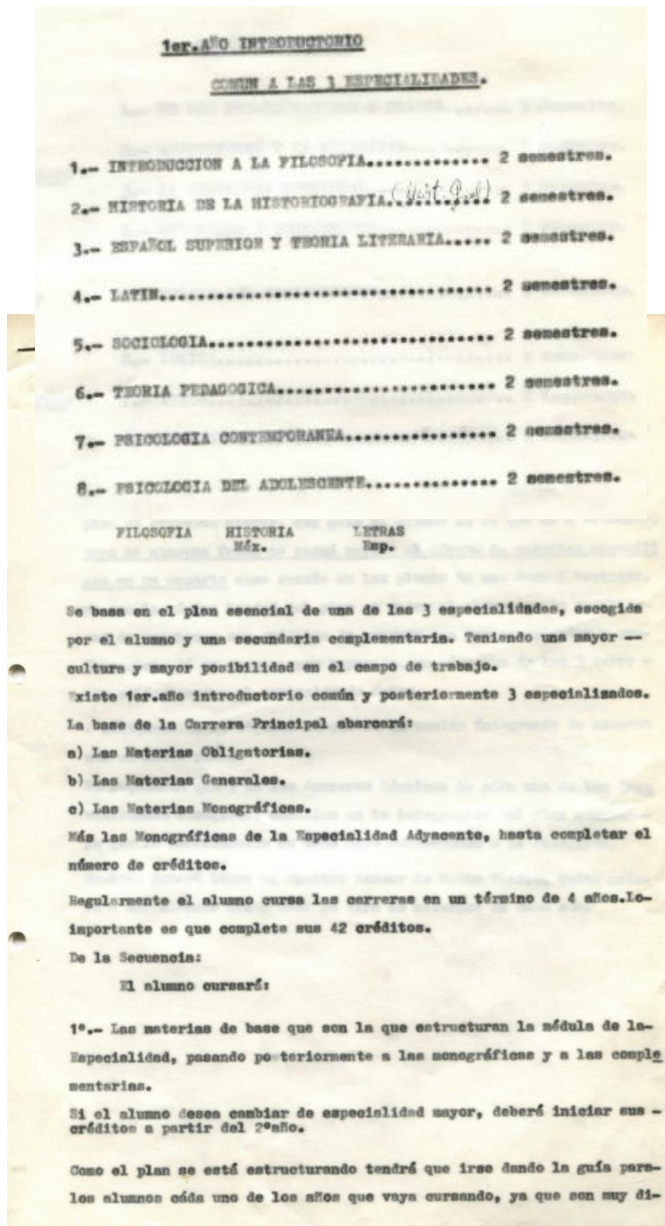 1er.AÑO INTRODUCTORIO
COMUN A LAS 3 ESPECIALIDADES.
1.- INTRODUCCION A LA FILOSOFIA............. 2 semestres.
2.- HISTORIA DE LA HISTORIOGRAFIA........... 2 semestres.
3.- ESPAÑOL SUPERIOR Y TEORIA LITERARIA..... 2 semestres.
4.- LATIN................................... 2 semestres.
5.- SOCIOLOGIA.............................. 2 semestres.
6.- TEORIA PEDAGOGICA....................... 2 semestres.
7.- PSICOLOGIA CONTEMPORANEA................ 2 semestres.
8.- PSICOLOGIA DEL ADOLESCENTE.............. 2 semestres.
FILOSOFIA HISTORIA LETRAS
Méx. Esp.
Se basa en el plan esencial de una de las 3 especialidades, escogida
por el alumno y una secundaria complementaria. Teniendo una mayor --
cultura y mayor posibilidad en el campo de trabajo.
Existe 1er.año introductorio común y posteriormente 3 especializados.
La base de la Carrera Principal abarcará:
a) Las Materias Obligatorias.
b) Las Materias Generales.
c) Las Materias Monográficas.
Más las Monográficas de la Especialidad Adyacente, hasta completar el
número de créditos.
Regularmente el alumno cursa las carreras en un término de 4 años.Lo-
importante es que complete sus 42 créditos.
De la Secuencia:
El alumno cursará:
1º.- Las materias de base que son la que estructuran la médula de la-
Especialidad, pasando po teriormente a las monográficas y a las comple
mentarias.
Si el alumno desea cambiar de especialidad mayor, deberá iniciar sus -
créditos a partir del 2ºaño.
Como el plan se está estructurando tendrá que irse dando la guía para-
los alumnos cáda uno de los años que vaya cursando, ya que son muy di-